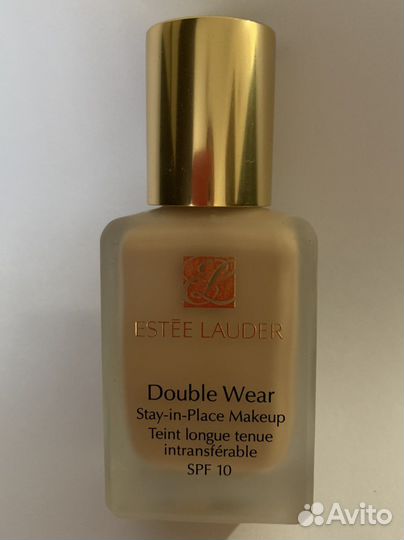 ESTĒE LAUDER
Double Wear
Stay-in-Place Makeup
Teint longue tenue
intransférable
SPF 10
Avito